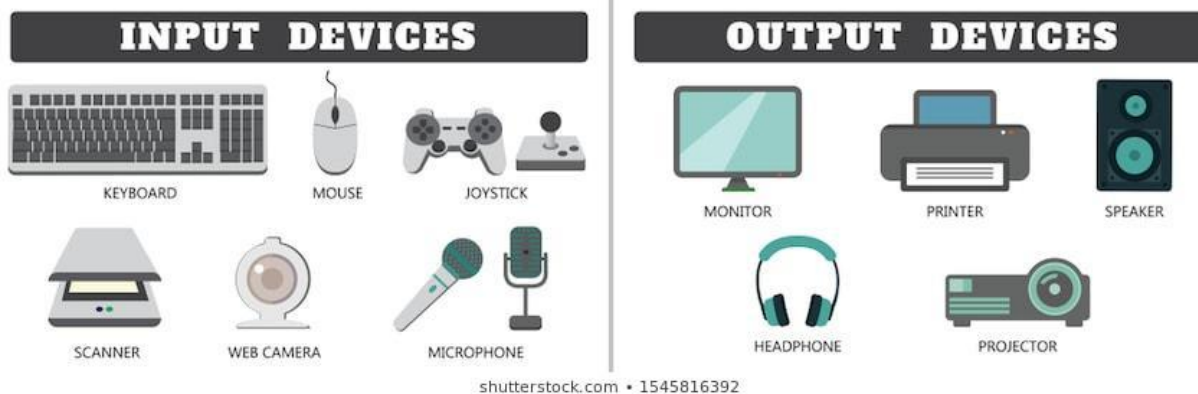 INPUT DEVICES
KEYBOARD
MOUSE
JOYSTICK
SCANNER
WEB CAMERA
MICROPHONE
OUTPUT DEVICES
MONITOR
PRINTER
SPEAKER
HEADPHONE
PROJECTOR
shutterstock.com • 1545816392